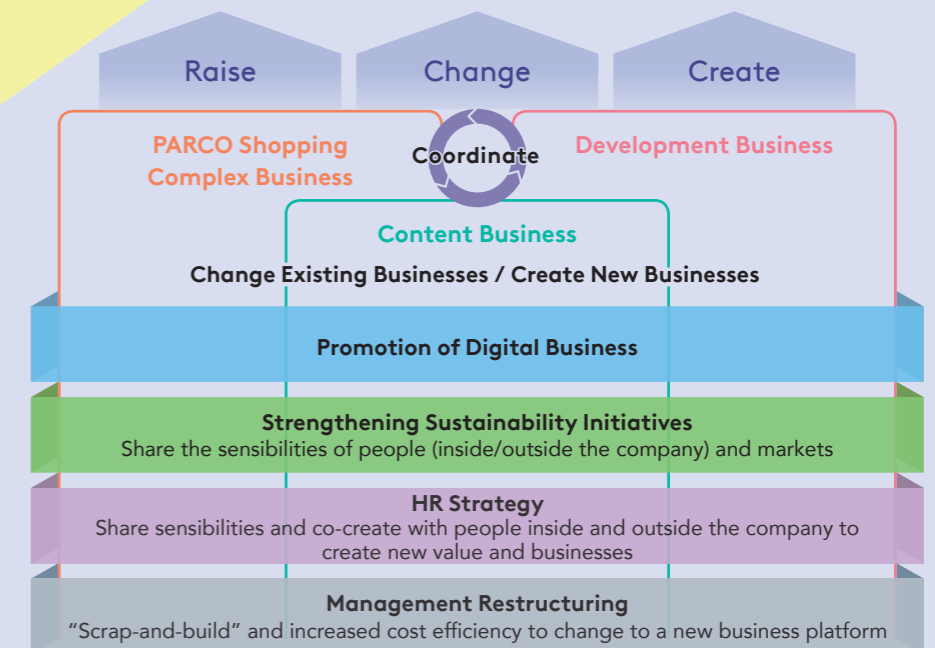 Raise
Change
Create
PARCO Shopping
Complex Business
Coordinate
Development Business
Content Business
Change Existing Businesses / Create New Businesses
Promotion of Digital Business
Strengthening Sustainability Initiatives
Share the sensibilities of people (inside/outside the company) and markets
HR Strategy
Share sensibilities and co-create with people inside and outside the company to
create new value and businesses
Management Restructuring
“Scrap-and-build” and increased cost efficiency to change to a new business platform